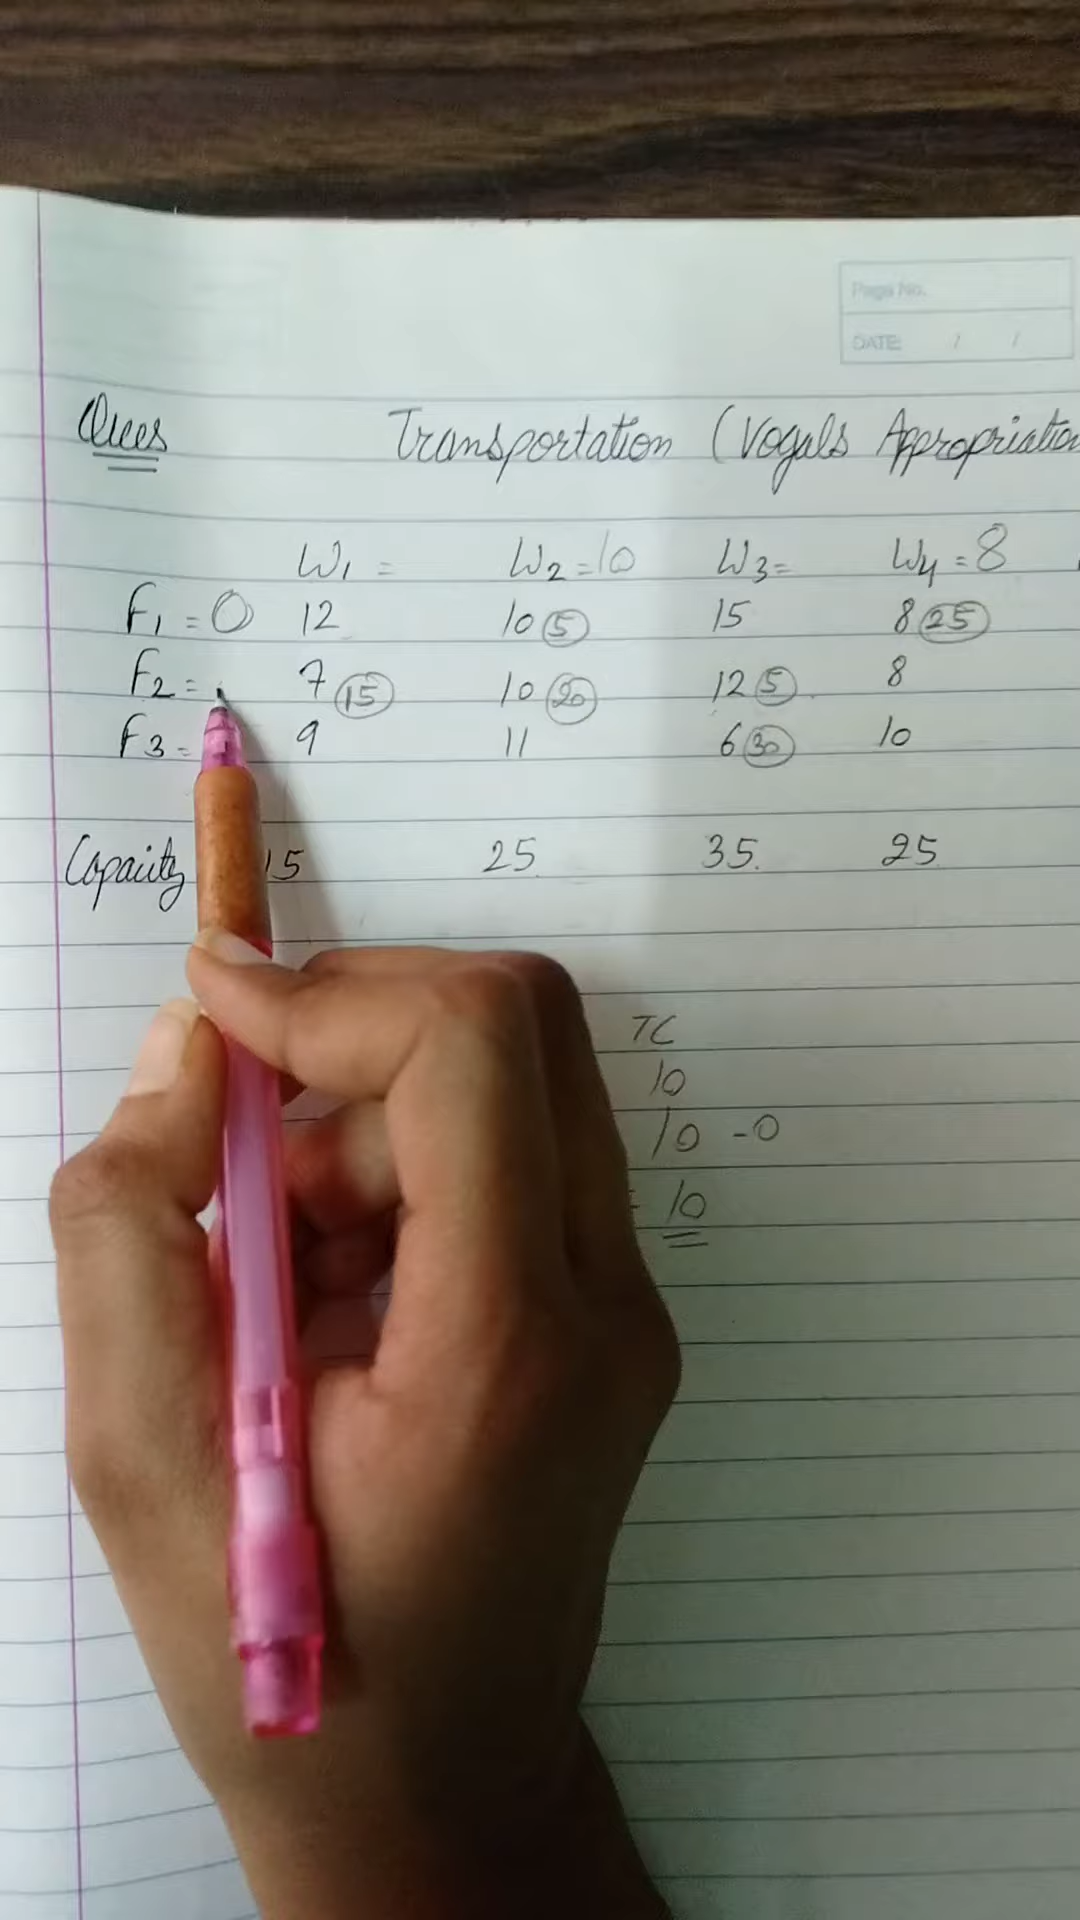 Page No.
DATE: / /
Ques Transportation (Vogals Appropriation
W1 = W2 = 10 W3 = W4 = 8
F1 = 0 12 10 5 15 8 25
F2 = 7 15 10 20 12 5 8
F3 = 9 11 6 30 10
Capacity 15 25 35 25
TC
10
10 - 0
10